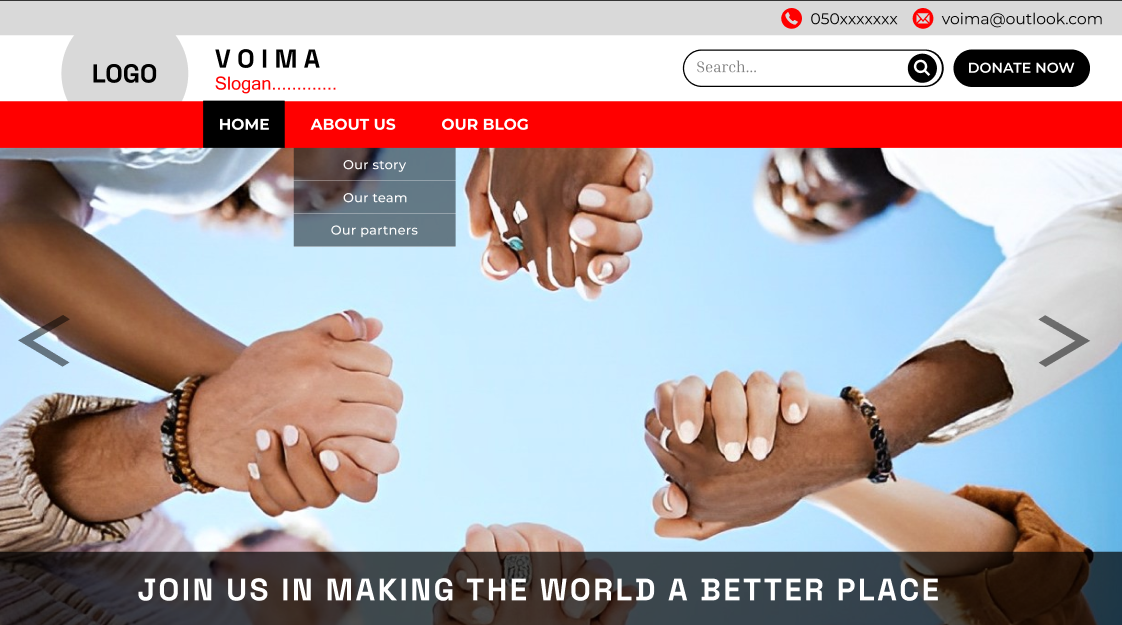 050xxxxxxx voima@outlook.com
LOGO
VOIMA
Slogan.............
Search...
DONATE NOW
HOME ABOUT US OUR BLOG
Our story
Our team
Our partners
JOIN US IN MAKING THE WORLD A BETTER PLACE